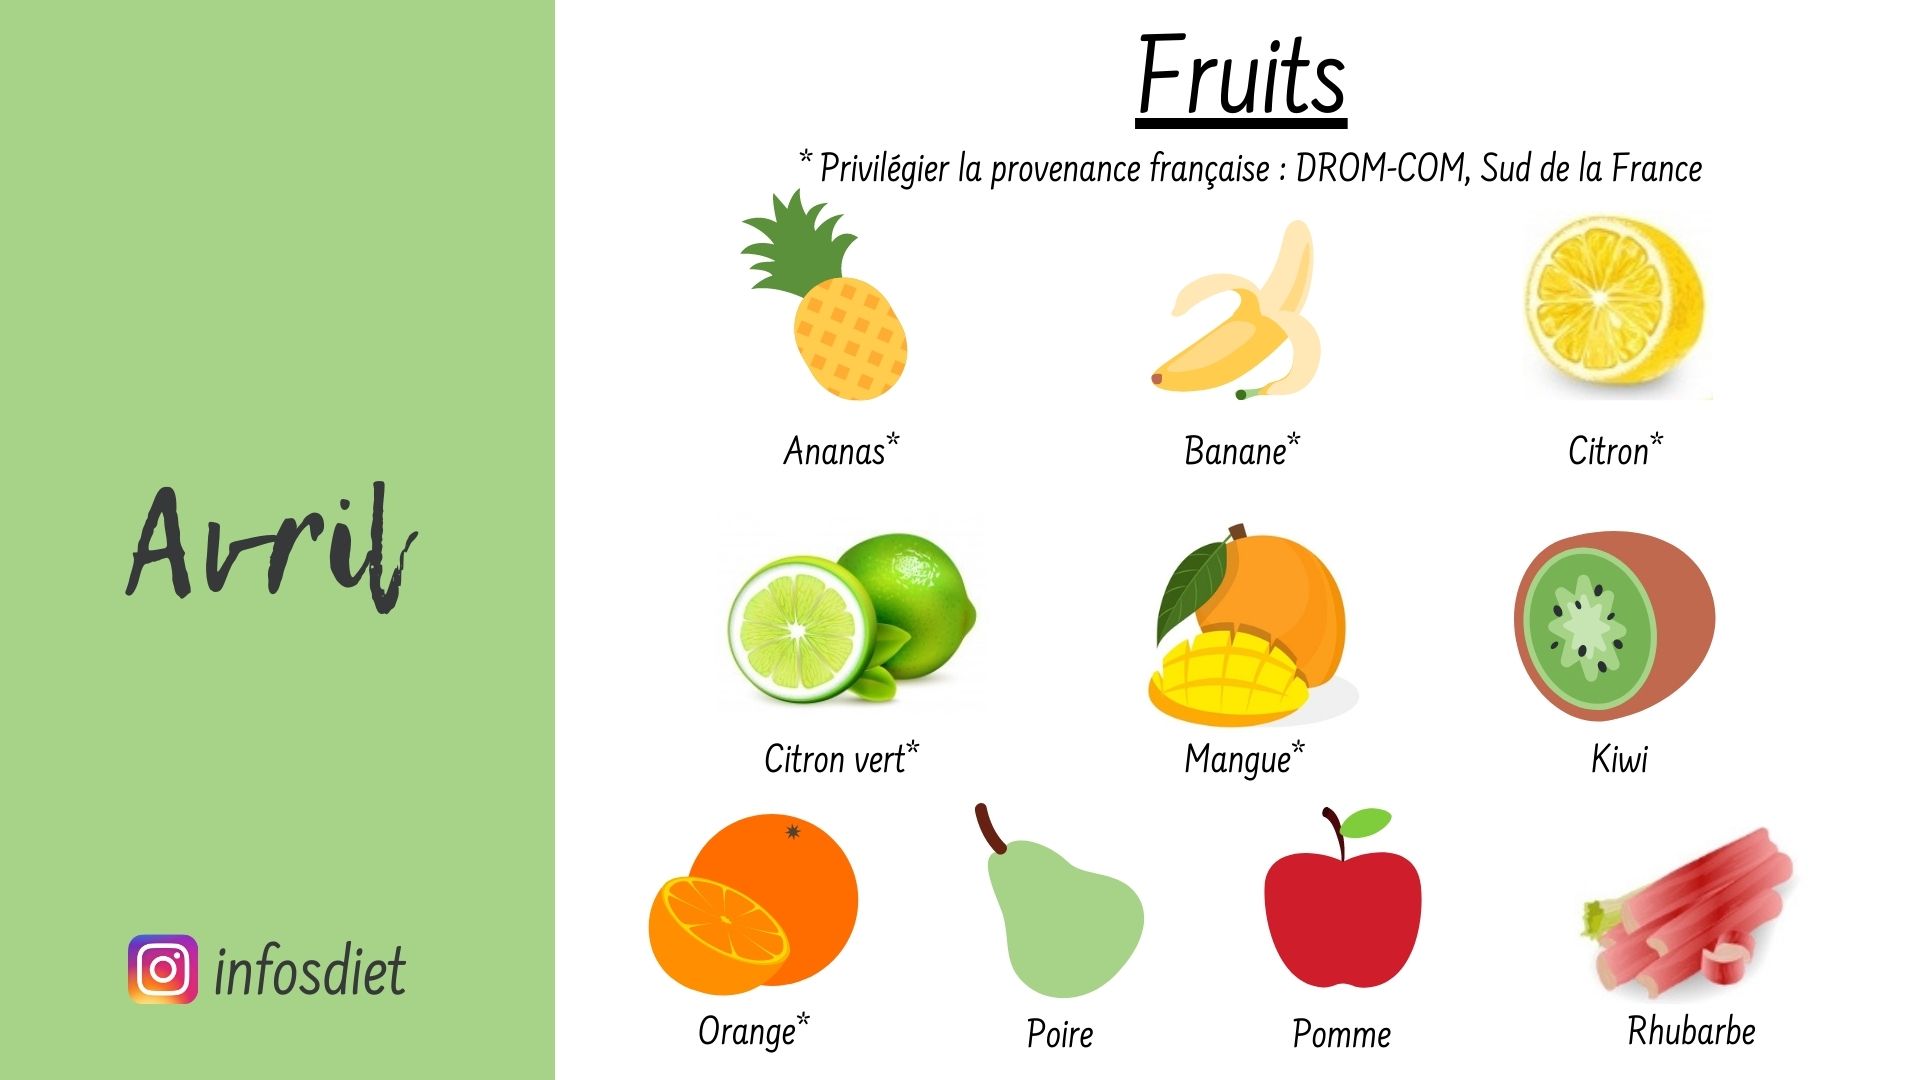 Fruits
* Privilégier la provenance française : DROM-COM, Sud de la France
Ananas*
Banane*
Citron*
Avril
Citron vert*
Mangue*
Kiwi
infosdiet
Orange*
Poire
Pomme
Rhubarbe